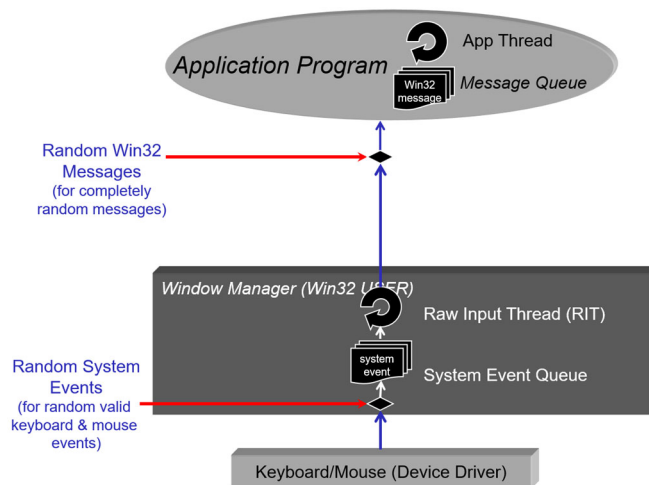 App Thread
Application Program
Message Queue
Win32
message
Random Win32
Messages
(for completely
random messages)
Window Manager (Win32 USER)
Raw Input Thread (RIT)
system
event
System Event Queue
Random System
Events
(for random valid
keyboard & mouse
events)
Keyboard/Mouse (Device Driver)